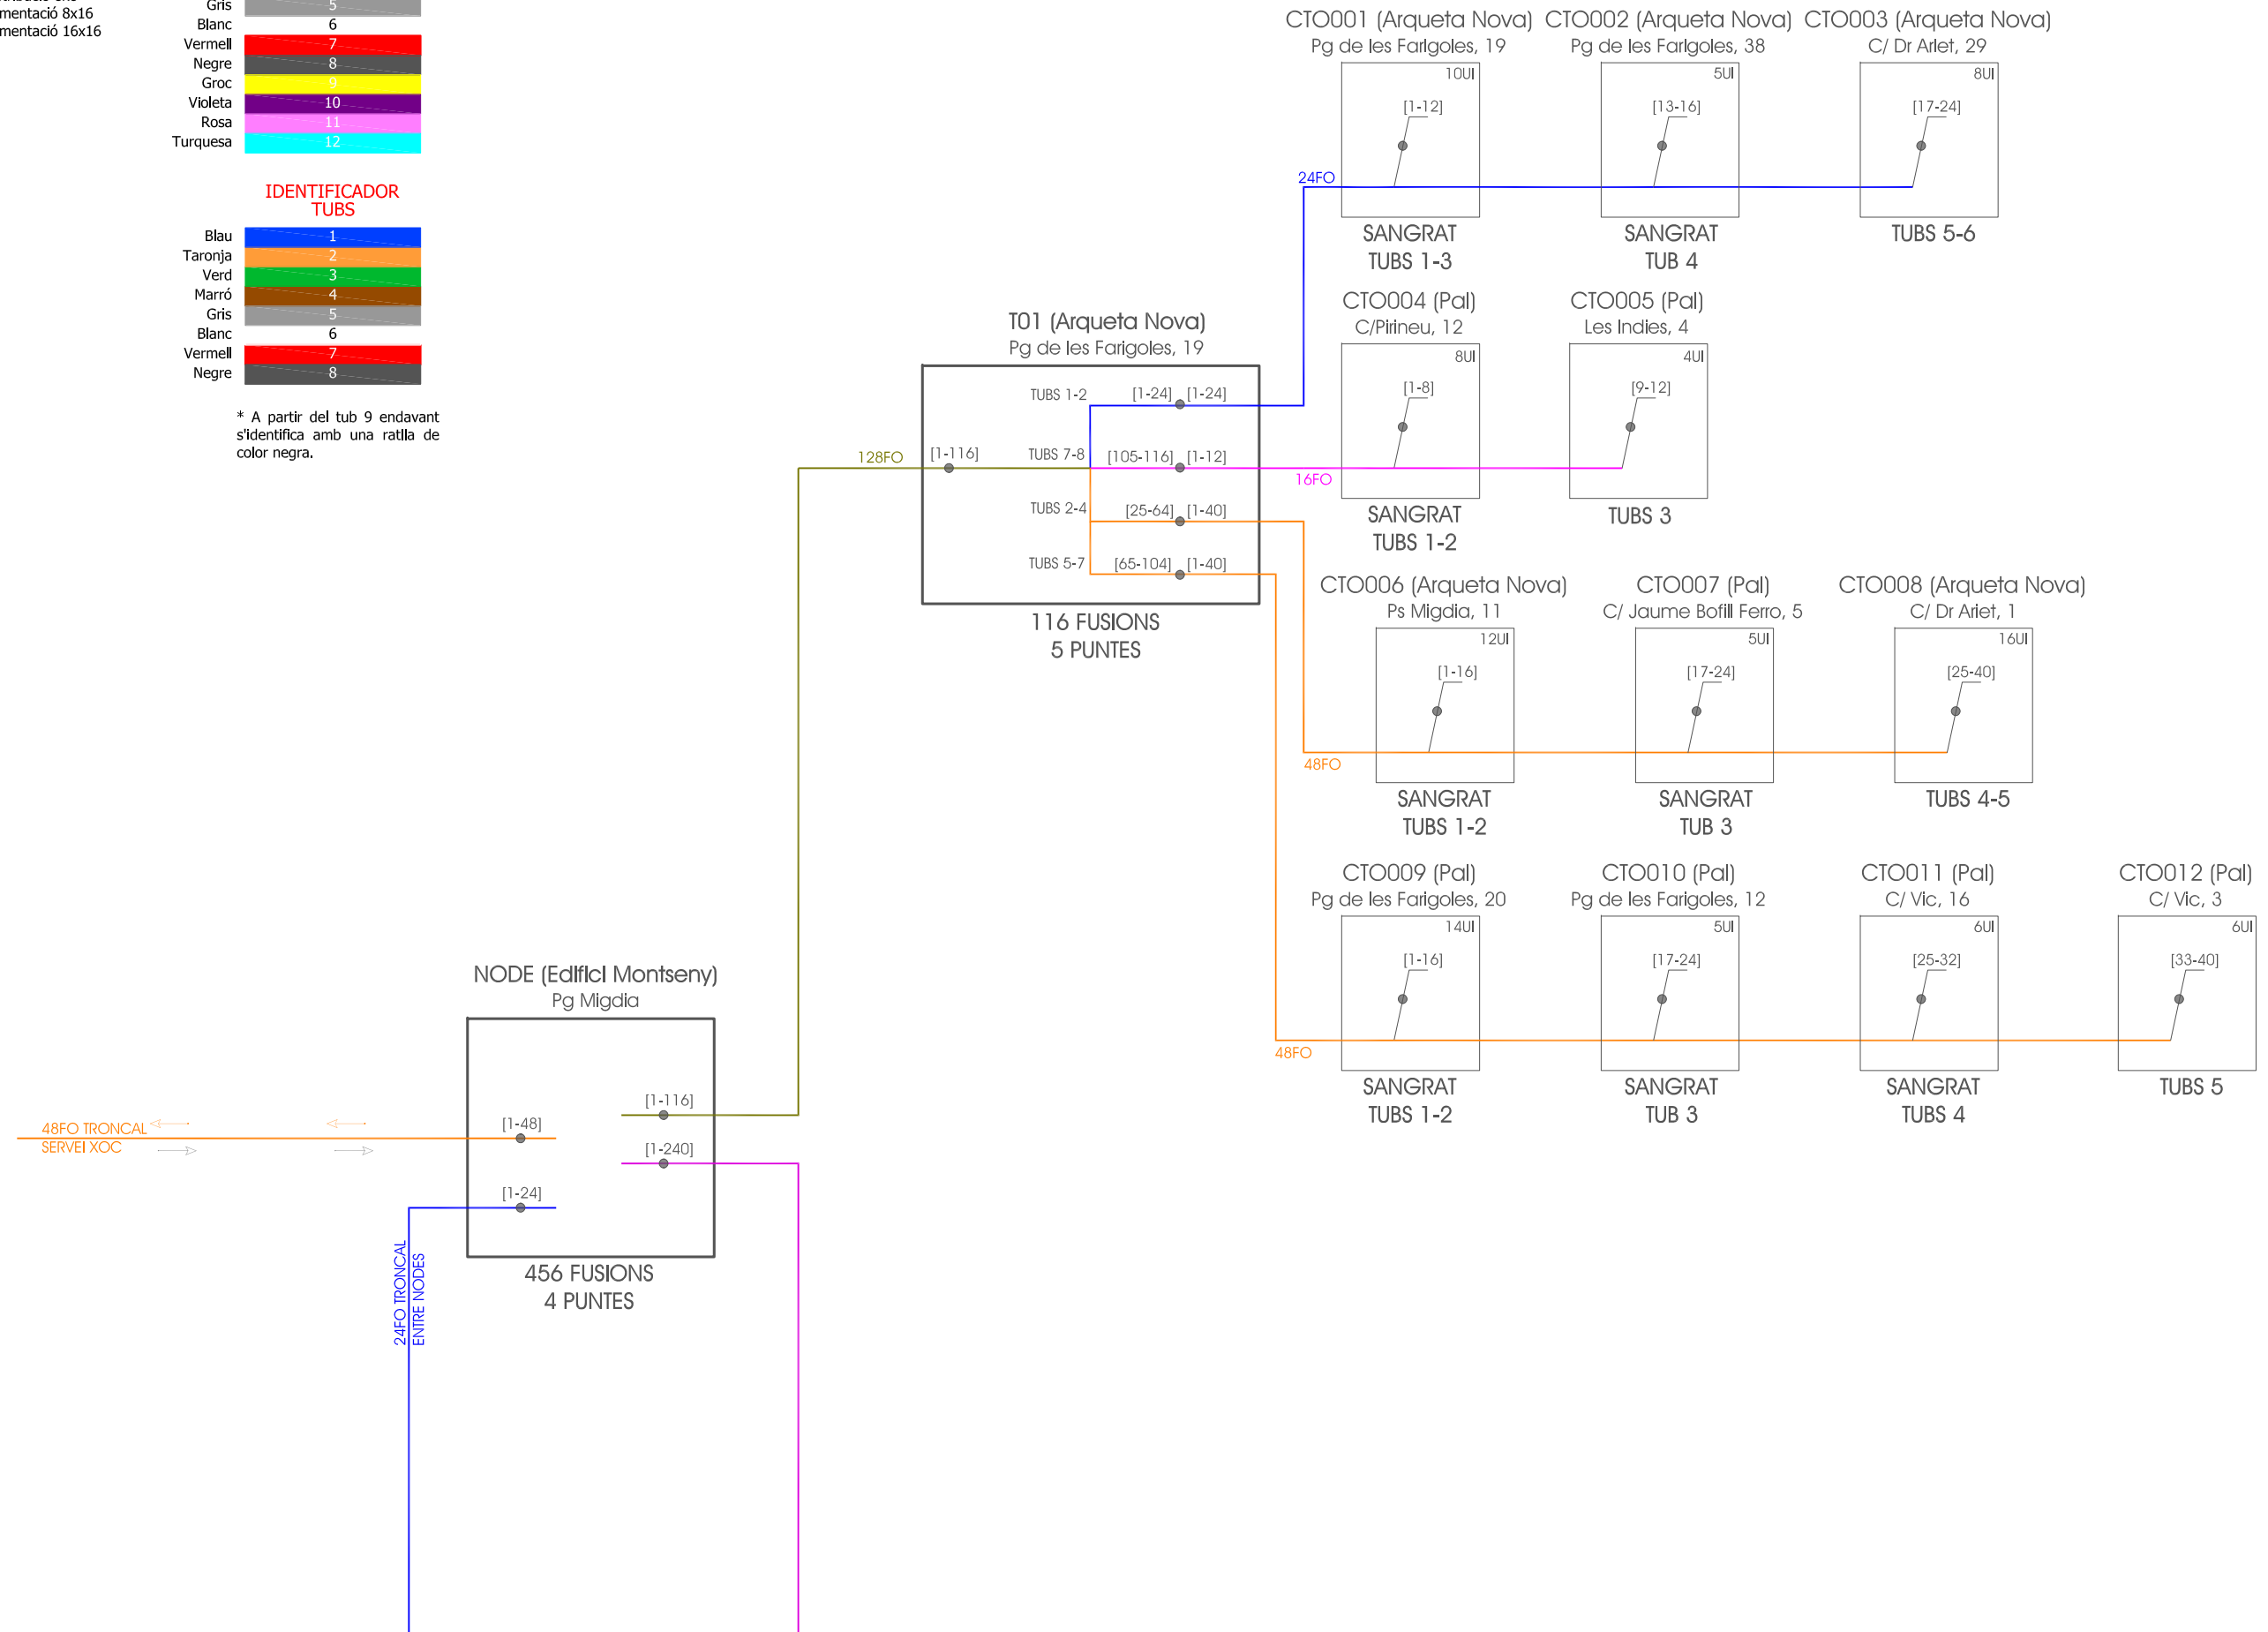 mentació 8x16
mentació 16x16
Gris 5
Blanc 6
Vermell 7
Negre 8
Groc 9
Violeta 10
Rosa 11
Turquesa 12
IDENTIFICADOR
TUBS
Blau 1
Taronja 2
Verd 3
Marró 4
Gris 5
Blanc 6
Vermell 7
Negre 8
* A partir del tub 9 endavant
s'identifica amb una ratlla de
color negra.
CTO001 (Arqueta Nova)
Pg de les Farigoles, 19
10UI
[1-12]
SANGRAT
TUBS 1-3
CTO002 (Arqueta Nova)
Pg de les Farigoles, 38
5UI
[13-16]
SANGRAT
TUB 4
CTO003 (Arqueta Nova)
C/ Dr Ariet, 29
8UI
[17-24]
TUBS 5-6
24FO
CTO004 (Pal)
C/Pirineu, 12
8UI
[1-8]
SANGRAT
TUBS 1-2
CTO005 (Pal)
Les Indies, 4
4UI
[9-12]
TUBS 3
16FO
T01 (Arqueta Nova)
Pg de les Farigoles, 19
TUBS 1-2 [1-24] [1-24]
128FO
[1-116]
TUBS 7-8 [105-116] [1-12]
TUBS 2-4 [25-64] [1-40]
TUBS 5-7 [65-104] [1-40]
116 FUSIONS
5 PUNTES
CTO006 (Arqueta Nova)
Ps Migdia, 11
12UI
[1-16]
SANGRAT
TUBS 1-2
CTO007 (Pal)
C/ Jaume Bofill Ferro, 5
5UI
[17-24]
SANGRAT
TUB 3
CTO008 (Arqueta Nova)
C/ Dr Ariet, 1
16UI
[25-40]
TUBS 4-5
48FO
CTO009 (Pal)
Pg de les Farigoles, 20
14UI
[1-16]
SANGRAT
TUBS 1-2
CTO010 (Pal)
Pg de les Farigoles, 12
5UI
[17-24]
SANGRAT
TUB 3
CTO011 (Pal)
C/ Vic, 16
6UI
[25-32]
SANGRAT
TUBS 4
CTO012 (Pal)
C/ Vic, 3
6UI
[33-40]
TUBS 5
48FO
NODE (Edifici Montseny)
Pg Migdia
[1-116]
[1-48]
[1-240]
[1-24]
456 FUSIONS
4 PUNTES
48FO TRONCAL
SERVEI XOC
24FO TRONCAL
ENTRE NODES